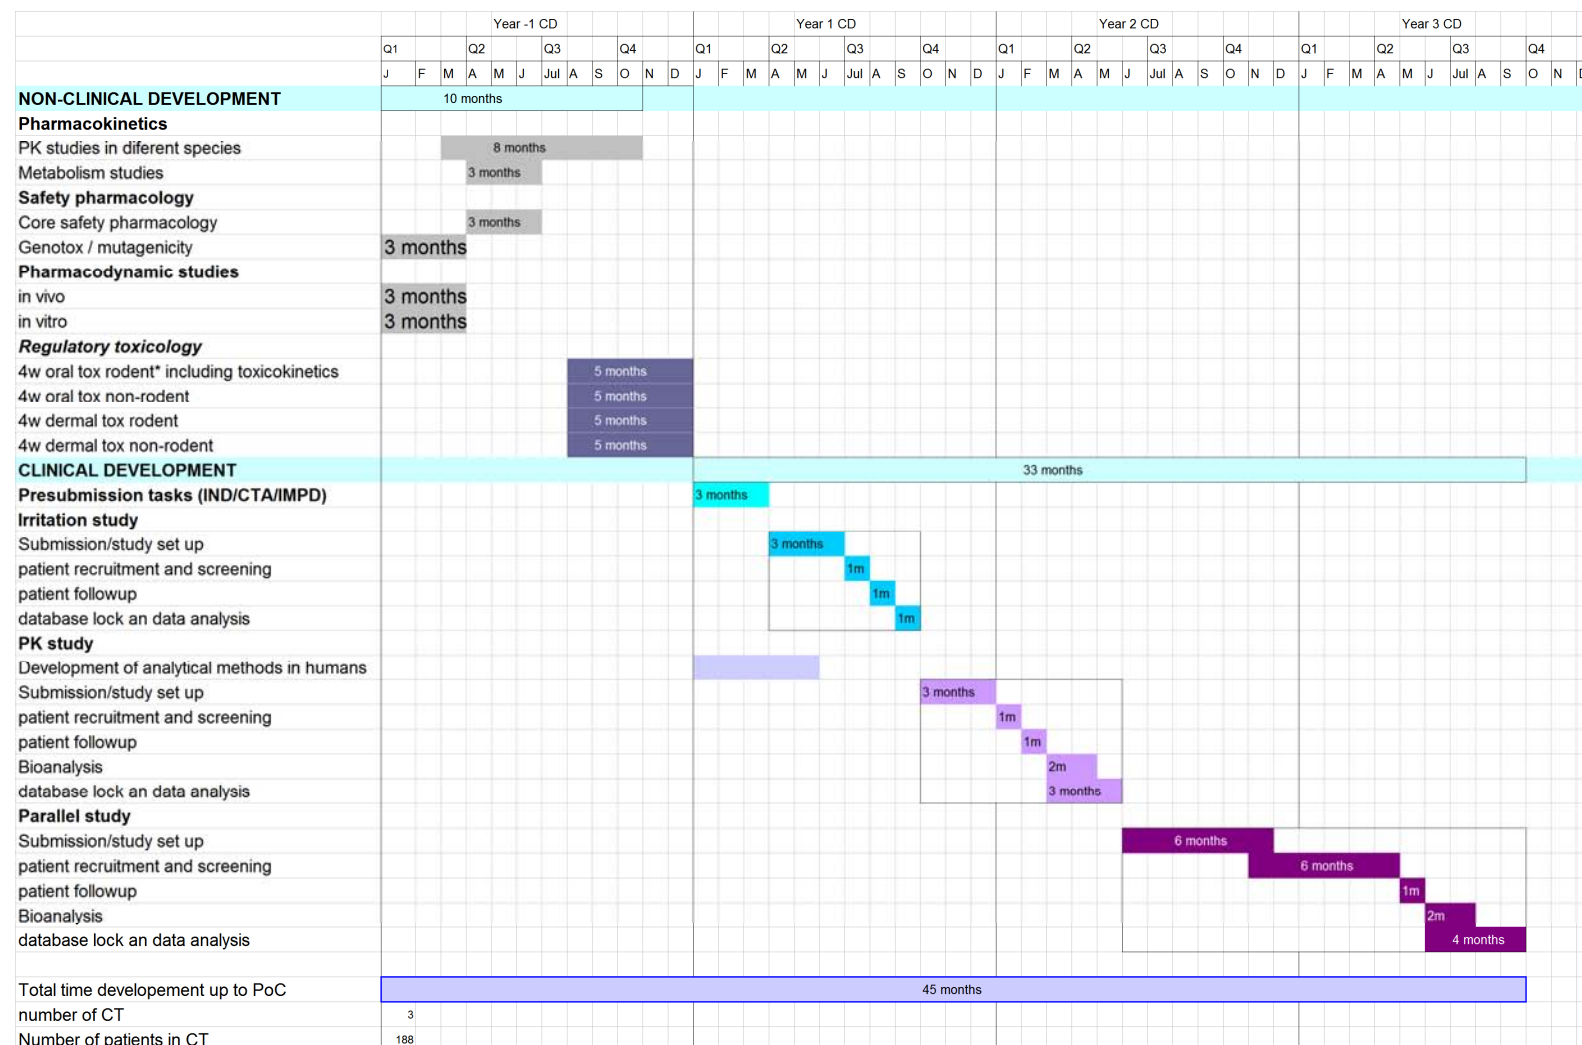 Year -1 CD Year 1 CD Year 2 CD Year 3 CD
Q1 Q2 Q3 Q4 Q1 Q2 Q3 Q4 Q1 Q2 Q3 Q4 Q1 Q2 Q3 Q4
J F M A M J Jul A S O N D J F M A M J Jul A S O N D J F M A M J Jul A S O N D J F M A M J Jul A S O N
NON-CLINICAL DEVELOPMENT 10 months
Pharmacokinetics
PK studies in diferent species 8 months
Metabolism studies 3 months
Safety pharmacology
Core safety pharmacology 3 months
Genotox / mutagenicity 3 months
Pharmacodynamic studies
in vivo 3 months
in vitro 3 months
Regulatory toxicology
4w oral tox rodent* including toxicokinetics 5 months
4w oral tox non-rodent 5 months
4w dermal tox rodent 5 months
4w dermal tox non-rodent 5 months
CLINICAL DEVELOPMENT 33 months
Presubmission tasks (IND/CTA/IMPD) 3 months
Irritation study
Submission/study set up 3 months
patient recruitment and screening 1m
patient followup 1m
database lock an data analysis 1m
PK study
Development of analytical methods in humans
Submission/study set up 3 months
patient recruitment and screening 1m
patient followup 1m
Bioanalysis 2m
database lock an data analysis 3 months
Parallel study
Submission/study set up 6 months
patient recruitment and screening 6 months
patient followup 1m
Bioanalysis 2m
database lock an data analysis 4 months
Total time developement up to PoC 45 months
number of CT 3
Number of patients in CT 188